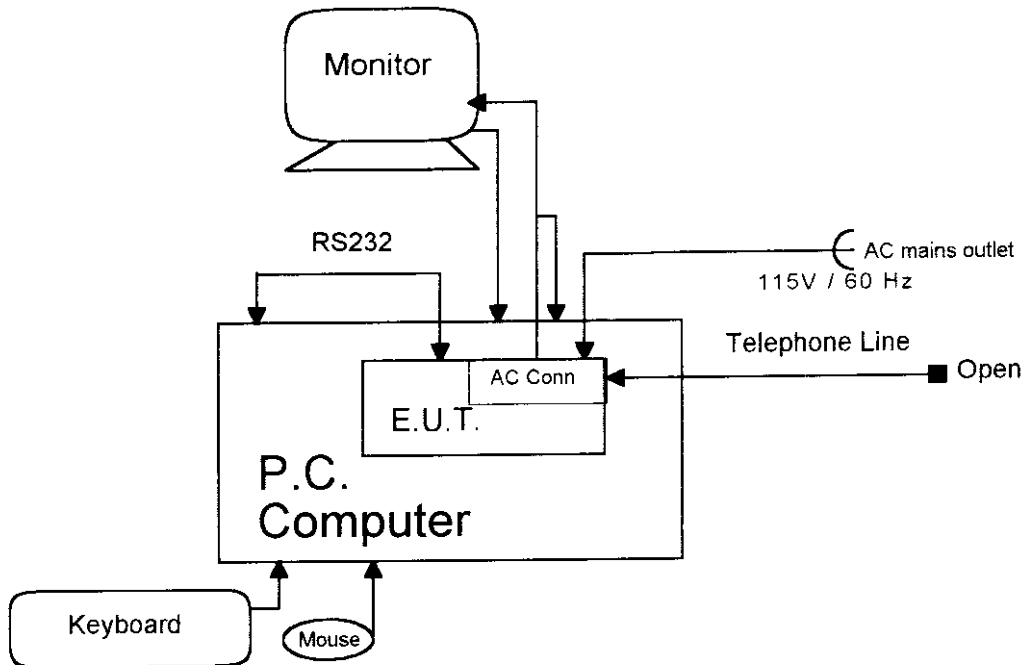 Monitor
RS232
AC mains outlet
115V / 60 Hz
Telephone Line
Open
AC Conn
E.U.T.
P.C.
Computer
Keyboard
Mouse